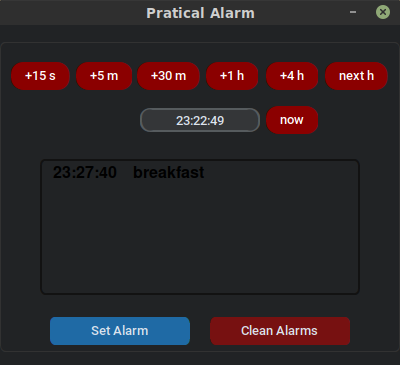 Pratical Alarm
+15 s +5 m +30 m +1 h +4 h next h
23:22:49 now
23:27:40 breakfast
Set Alarm Clean Alarms